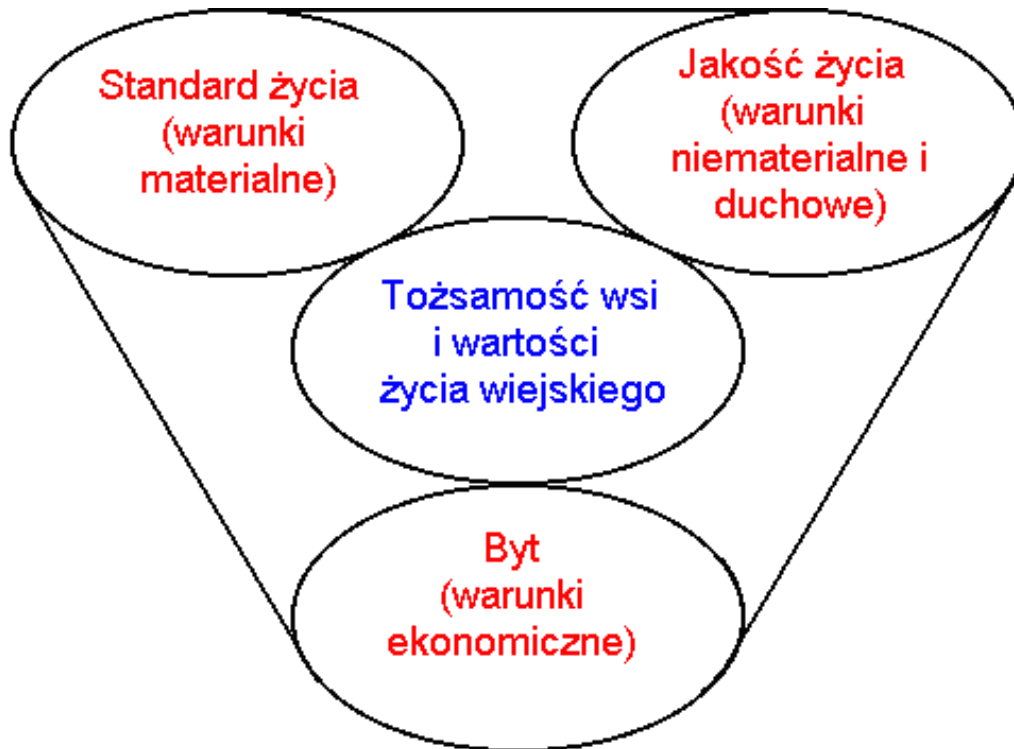 Standard życia
(warunki
materialne)
Jakość życia
(warunki
niematerialne i
duchowe)
Tożsamość wsi
i wartości
życia wiejskiego
Byt
(warunki
ekonomiczne)